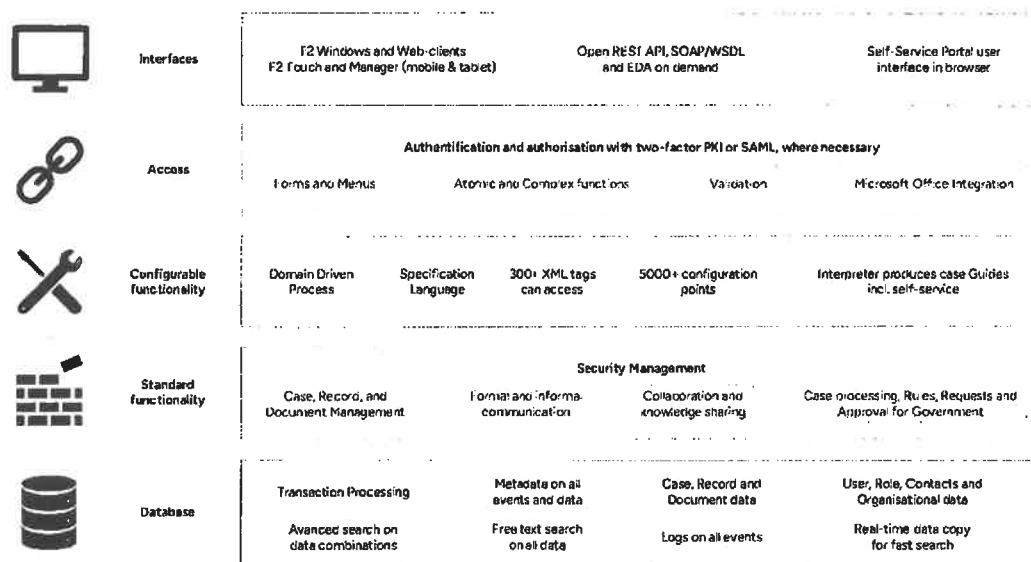 Interfaces
F2 Windows and Web-clients
F2 Touch and Manager (mobile & tablet)
Open REST API, SOAP/WSDL
and EDA on demand
Self-Service Portal user
interface in browser
Access
Authentification and authorisation with two-factor PKI or SAML, where necessary
Forms and Menus
Atomic and Complex functions
Validation
Microsoft Office Integration
Configurable
functionality
Domain Driven
Process
Specification
Language
300+ XML tags
can access
5000+ configuration
points
Interpreter produces case Guides
incl. self-service
Standard
functionality
Security Management
Case, Record, and
Document Management
Formal and informal
communication
Collaboration and
knowledge sharing
Case processing, Rules, Requests and
Approval for Government
Database
Transaction Processing
Metadate on all
events and data
Case, Record and
Document data
User, Role, Contacts and
Organisational data
Avanced search on
data combinations
Free text search
on all data
Logs on all events
Real-time data copy
for fast search